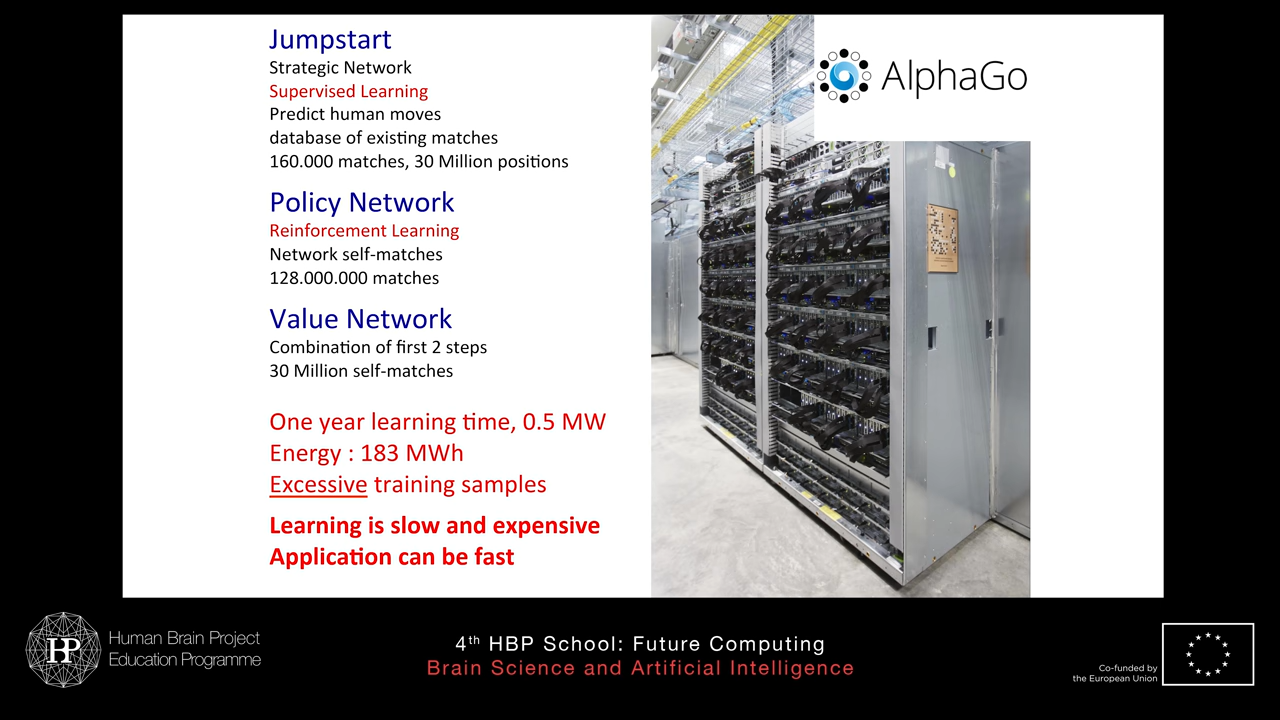 Jumpstart
Strategic Network
Supervised Learning
Predict human moves
database of existing matches
160.000 matches, 30 Million positions
Policy Network
Reinforcement Learning
Network self-matches
128.000.000 matches
Value Network
Combination of first 2 steps
30 Million self-matches
One year learning time, 0.5 MW
Energy : 183 MWh
Excessive training samples
Learning is slow and expensive
Application can be fast
AlphaGo
HBP
Human Brain Project
Education Programme
4th HBP School: Future Computing
Brain Science and Artificial Intelligence
Co-funded by
the European Union